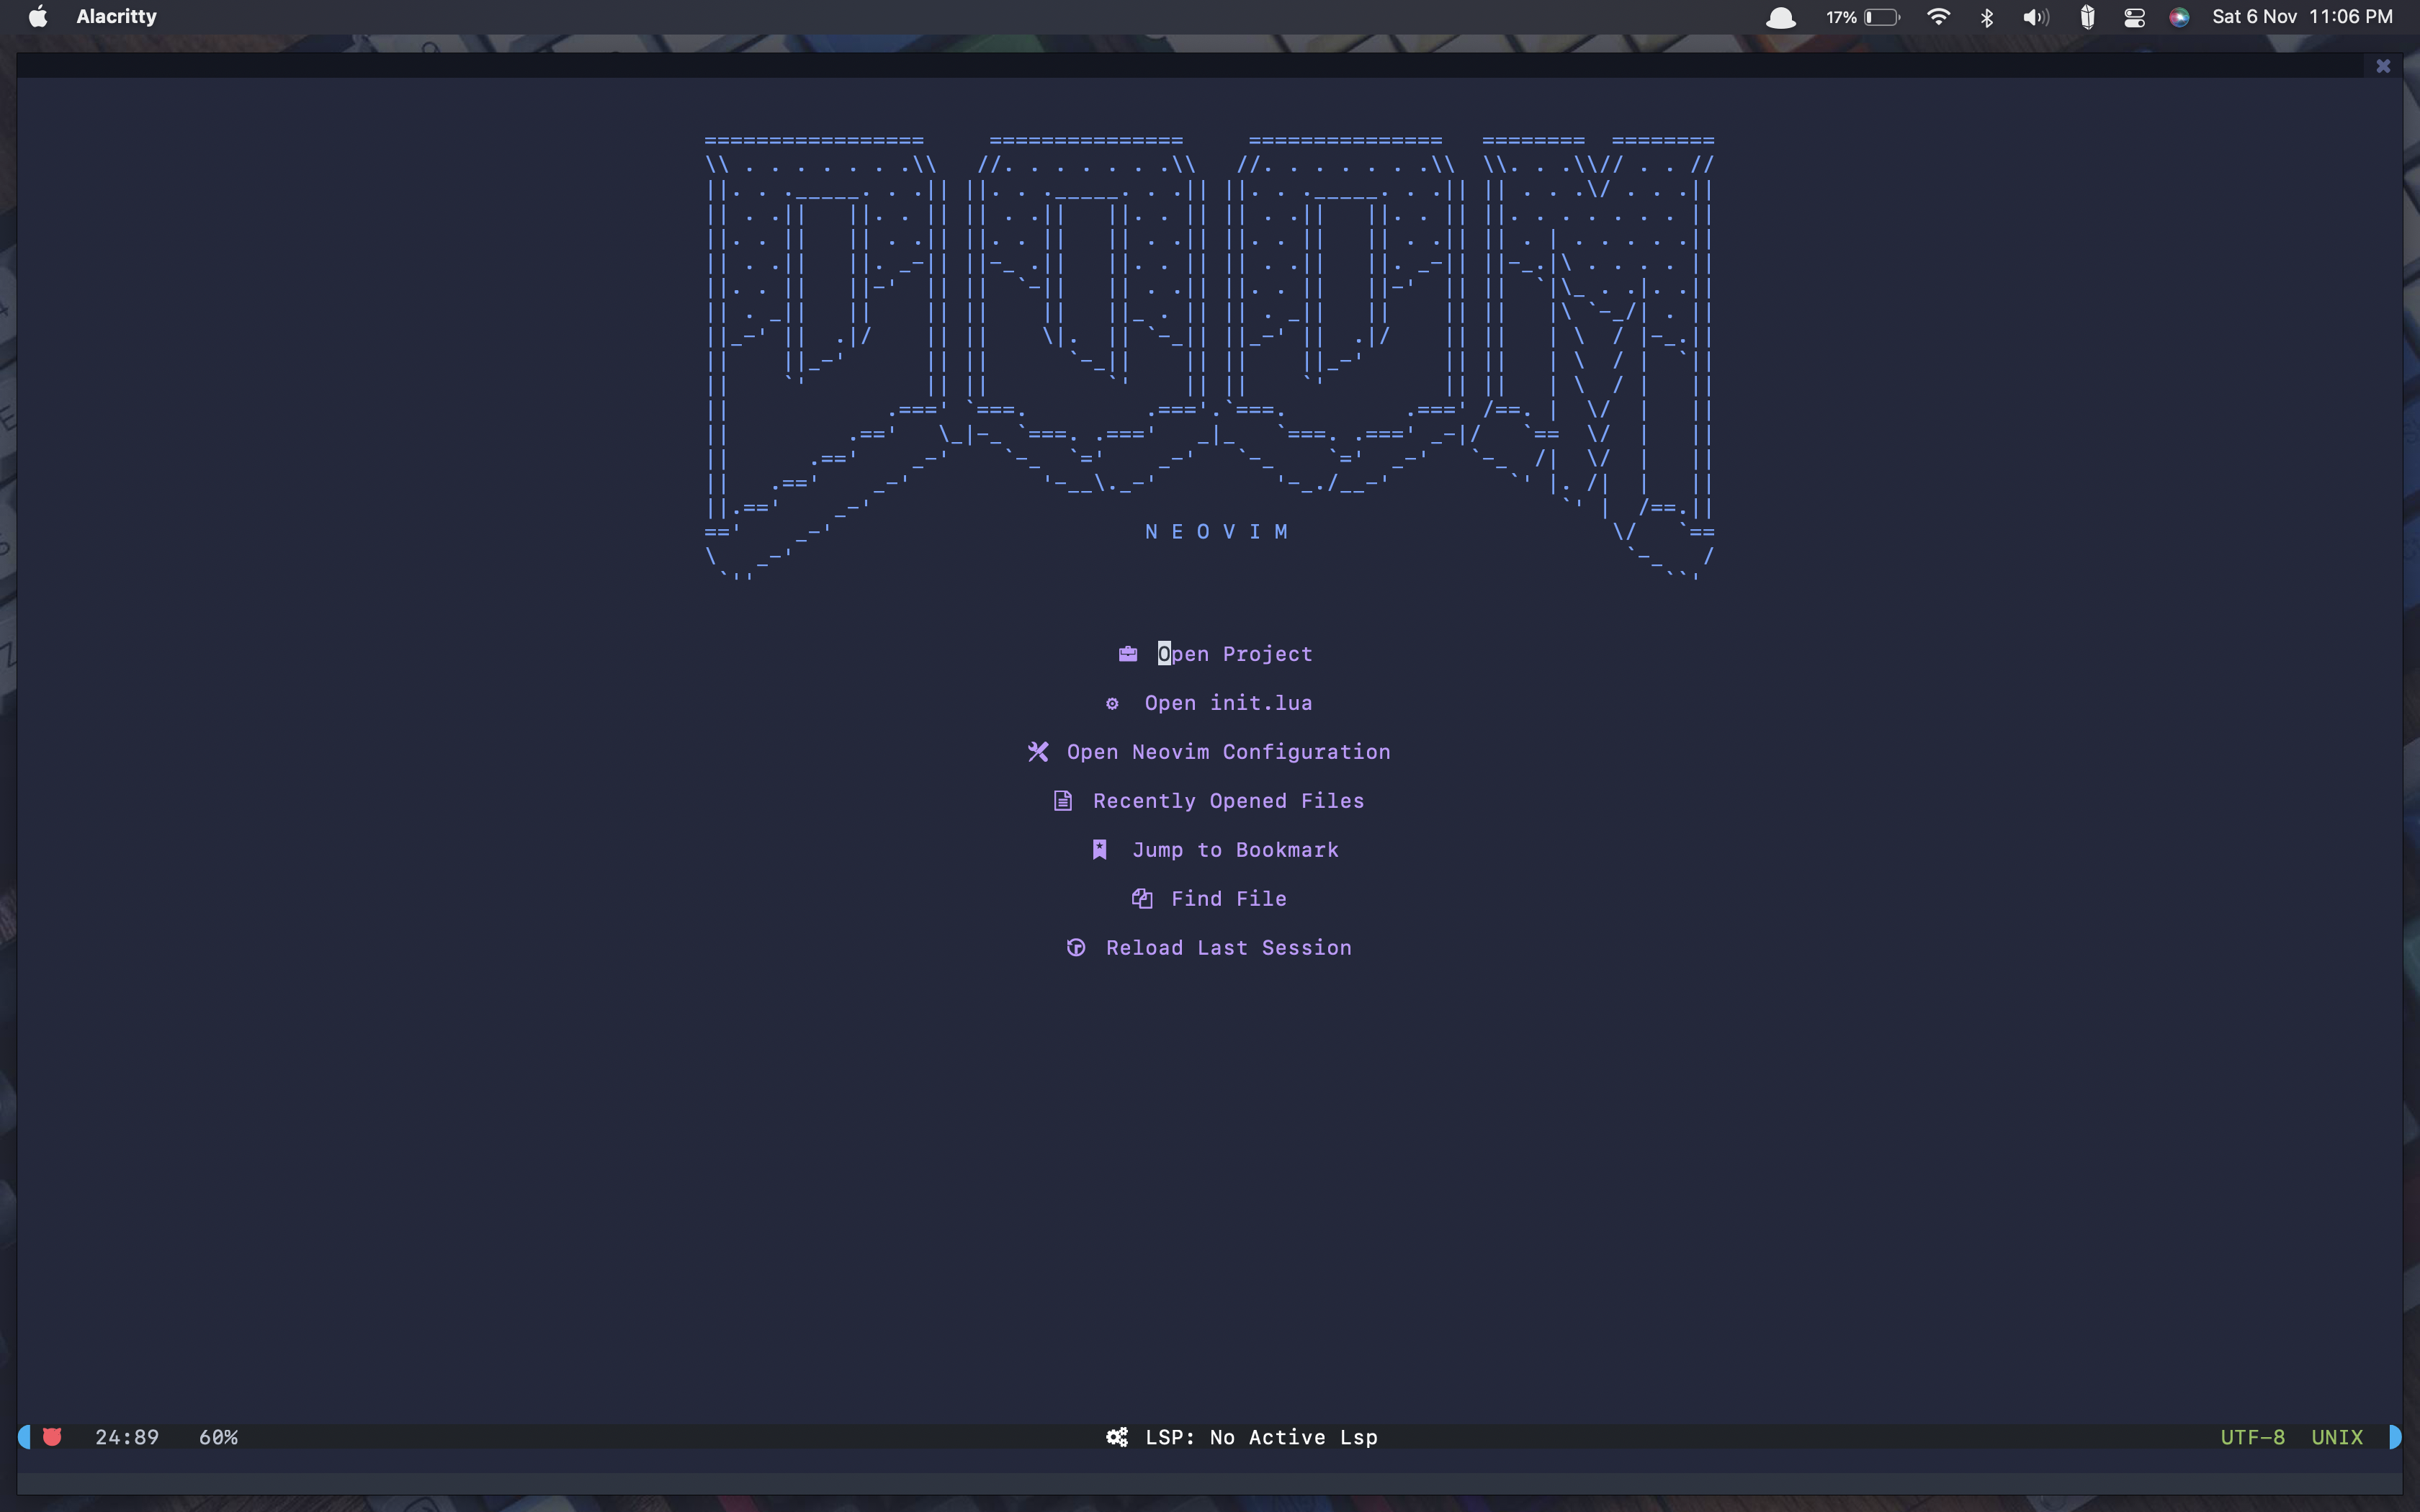 Alacritty 17% Sat 6 Nov 11:06 PM
N E O V I M
Open Project
Open init.lua
Open Neovim Configuration
Recently Opened Files
Jump to Bookmark
Find File
Reload Last Session
24:89 60% LSP: No Active Lsp UTF-8 UNIX